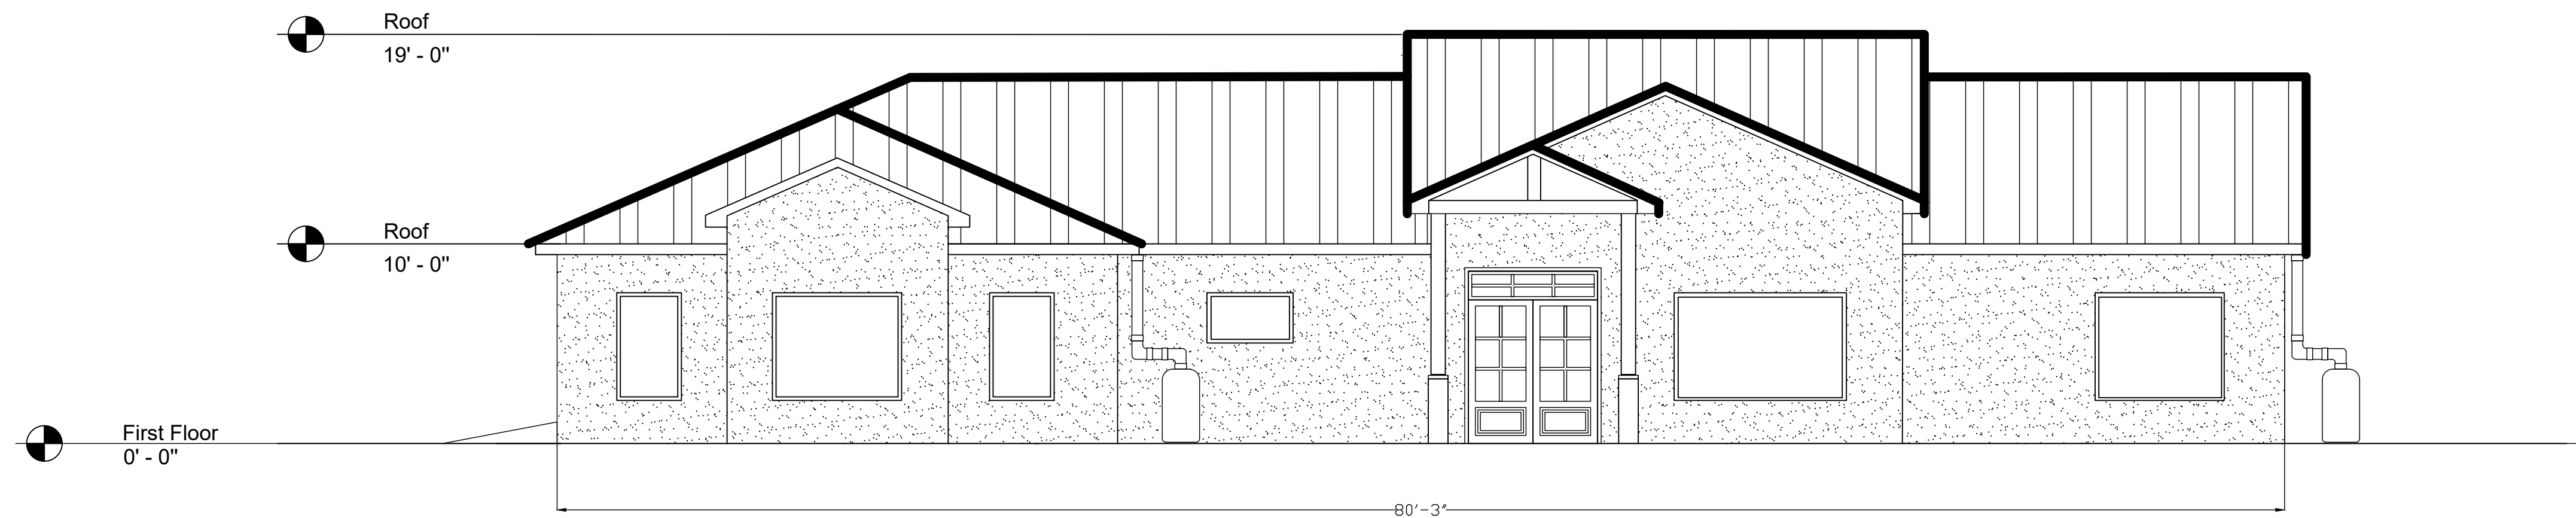 Roof
19' - 0"
Roof
10' - 0"
First Floor
0' - 0"
80'-3"